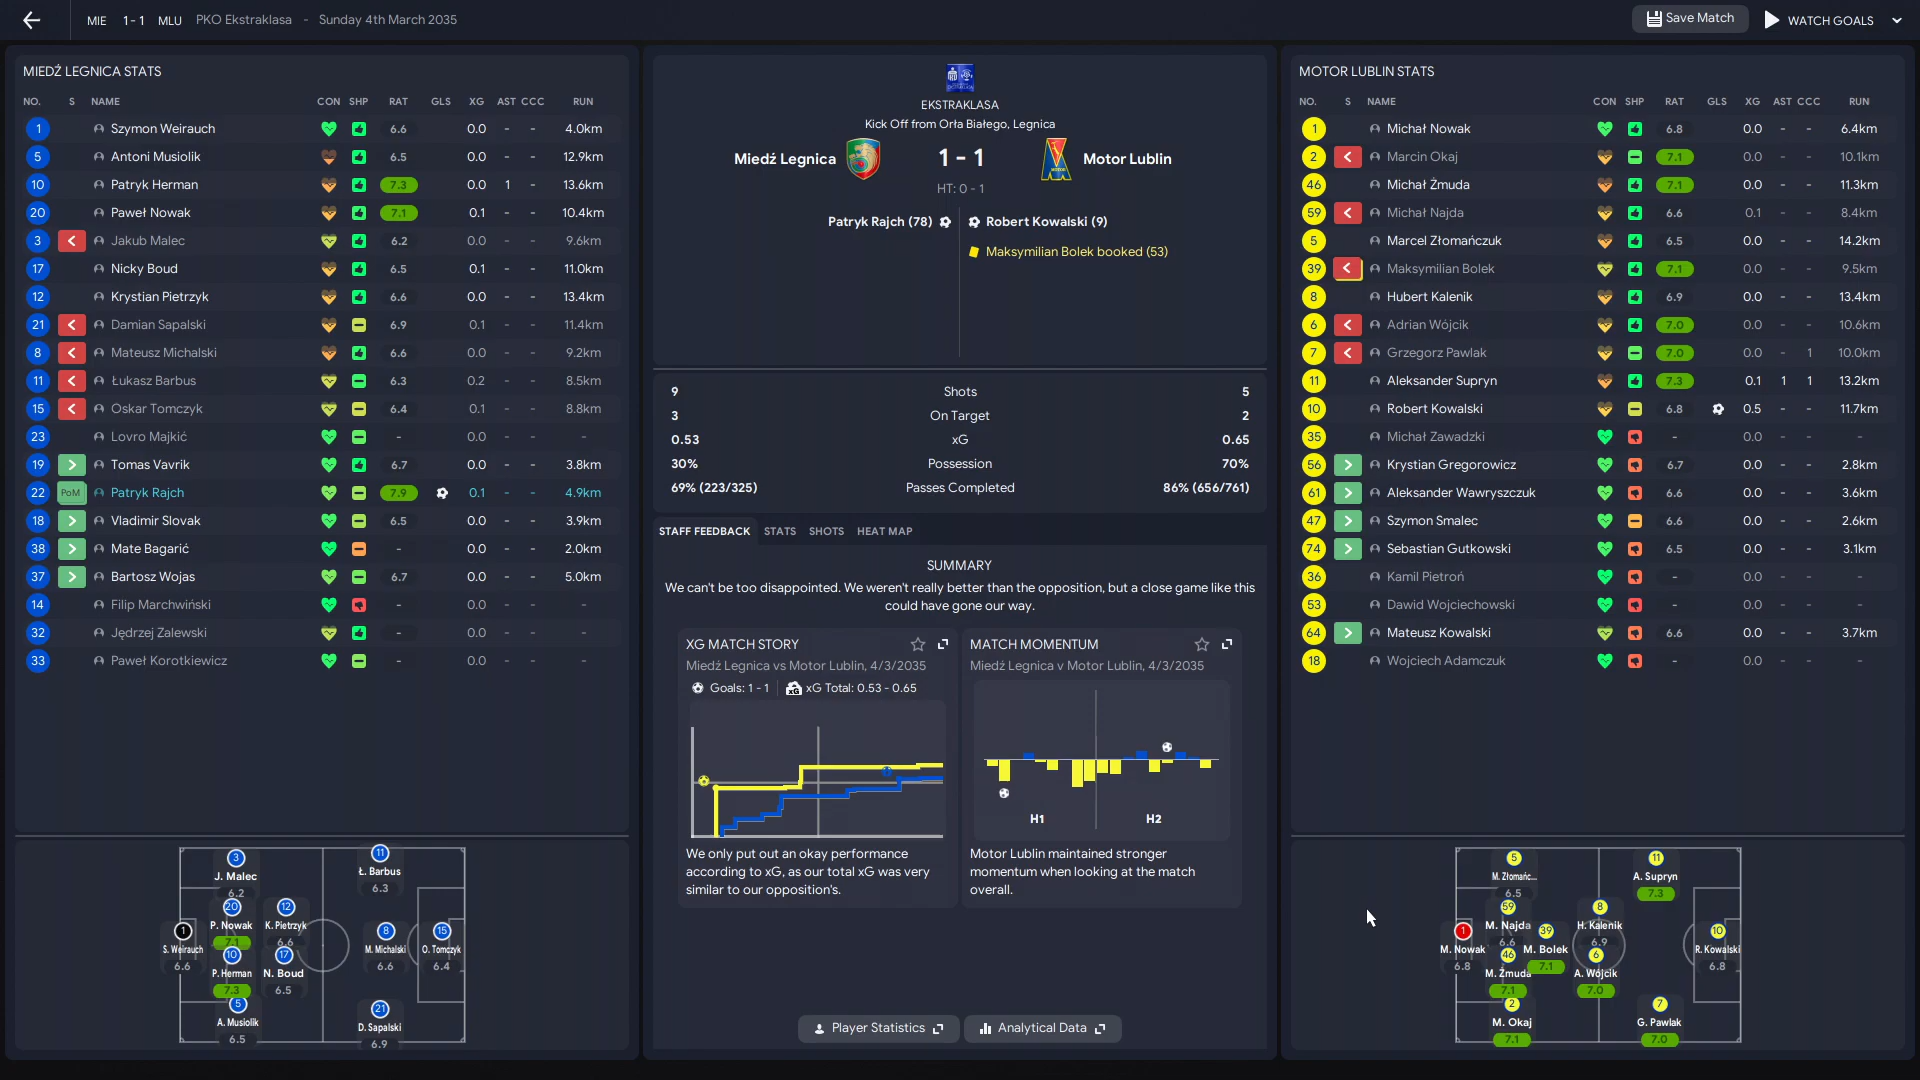 MIE 1 - 1 MLU PKO Ekstraklasa - Sunday 4th March 2035
Save Match
WATCH GOALS
MIEDŹ LEGNICA STATS
NO. S NAME CON SHP RAT GLS XG AST CCC RUN
1 Szymon Weirauch 6.6 0.0 - - 4.0km
5 Antoni Musiolik 6.5 0.0 - - 12.9km
10 Patryk Herman 7.3 0.0 1 - 13.6km
20 Paweł Nowak 7.1 0.1 - - 10.4km
3 Jakub Malec 6.2 0.0 - - 9.6km
17 Nicky Boud 6.5 0.1 - - 11.0km
12 Krystian Pietrzyk 6.6 0.0 - - 13.4km
21 Damian Sapalski 6.9 0.1 - - 11.4km
8 Mateusz Michalski 6.6 0.0 - - 9.2km
11 Łukasz Barbus 6.3 0.2 - - 8.5km
15 Oskar Tomczyk 6.4 0.1 - - 8.8km
23 Lovro Majkić - 0.0 - - -
19 Tomas Vavrik 6.7 0.0 - - 3.8km
22 PoM Patryk Rajch 7.9 0.1 - - 4.9km
18 Vladimir Slovak 6.5 0.0 - - 3.9km
38 Mate Bagarić - 0.0 - - 2.0km
37 Bartosz Wojas 6.7 0.0 - - 5.0km
14 Filip Marchwiński - 0.0 - - -
32 Jędrzej Zalewski - 0.0 - - -
33 Paweł Korotkiewicz - 0.0 - - -
3
J. Malec
6.2
11
Ł. Barbus
6.3
20
P. Nowak
7.1
12
K. Pietrzyk
6.6
1
S. Weirauch
6.6
8
M. Michalski
6.6
15
O. Tomczyk
6.4
10
P. Herman
7.3
17
N. Boud
6.5
5
A. Musiolik
6.5
21
D. Sapalski
6.9
EKSTRAKLASA
Kick Off from Orła Białego, Legnica
Miedź Legnica 1 - 1 Motor Lublin
HT: 0 - 1
Patryk Rajch (78)
Robert Kowalski (9)
Maksymilian Bolek booked (53)
9 Shots 5
3 On Target 2
0.53 xG 0.65
30% Possession 70%
69% (223/325) Passes Completed 86% (656/761)
STAFF FEEDBACK STATS SHOTS HEAT MAP
SUMMARY
We can't be too disappointed. We weren't really better than the opposition, but a close game like this
could have gone our way.
XG MATCH STORY
Miedź Legnica vs Motor Lublin, 4/3/2035
Goals: 1 - 1 xG Total: 0.53 - 0.65
We only put out an okay performance
according to xG, as our total xG was very
similar to our opposition's.
MATCH MOMENTUM
Miedź Legnica v Motor Lublin, 4/3/2035
H1 H2
Motor Lublin maintained stronger
momentum when looking at the match
overall.
Player Statistics
Analytical Data
MOTOR LUBLIN STATS
NO. S NAME CON SHP RAT GLS XG AST CCC RUN
1 Michał Nowak 6.8 0.0 - - 6.4km
2 Marcin Okaj 7.1 0.0 - - 10.1km
46 Michał Żmuda 7.1 0.0 - - 11.3km
59 Michał Najda 6.6 0.1 - - 8.4km
5 Marcel Złomańczuk 6.5 0.0 - - 14.2km
39 Maksymilian Bolek 7.1 0.0 - - 9.5km
8 Hubert Kalenik 6.9 0.0 - - 13.4km
6 Adrian Wójcik 7.0 0.0 - - 10.6km
7 Grzegorz Pawlak 7.0 0.0 - 1 10.0km
11 Aleksander Supryn 7.3 0.1 1 1 13.2km
10 Robert Kowalski 6.8 0.5 - - 11.7km
35 Michał Zawadzki - 0.0 - - -
56 Krystian Gregorowicz 6.7 0.0 - - 2.8km
61 Aleksander Wawryszczuk 6.6 0.0 - - 3.6km
47 Szymon Smalec 6.6 0.0 - - 2.6km
74 Sebastian Gutkowski 6.5 0.0 - - 3.1km
36 Kamil Pietroń - 0.0 - - -
53 Dawid Wojciechowski - 0.0 - - -
64 Mateusz Kowalski 6.6 0.0 - - 3.7km
18 Wojciech Adamczuk - 0.0 - - -
5
M. Złomańc...
6.5
11
A. Supryn
7.3
59
M. Najda
6.6
8
H. Kalenik
6.9
1
M. Nowak
6.8
39
M. Bolek
7.1
10
R. Kowalski
6.8
46
M. Żmuda
7.1
6
A. Wójcik
7.0
2
M. Okaj
7.1
7
G. Pawlak
7.0